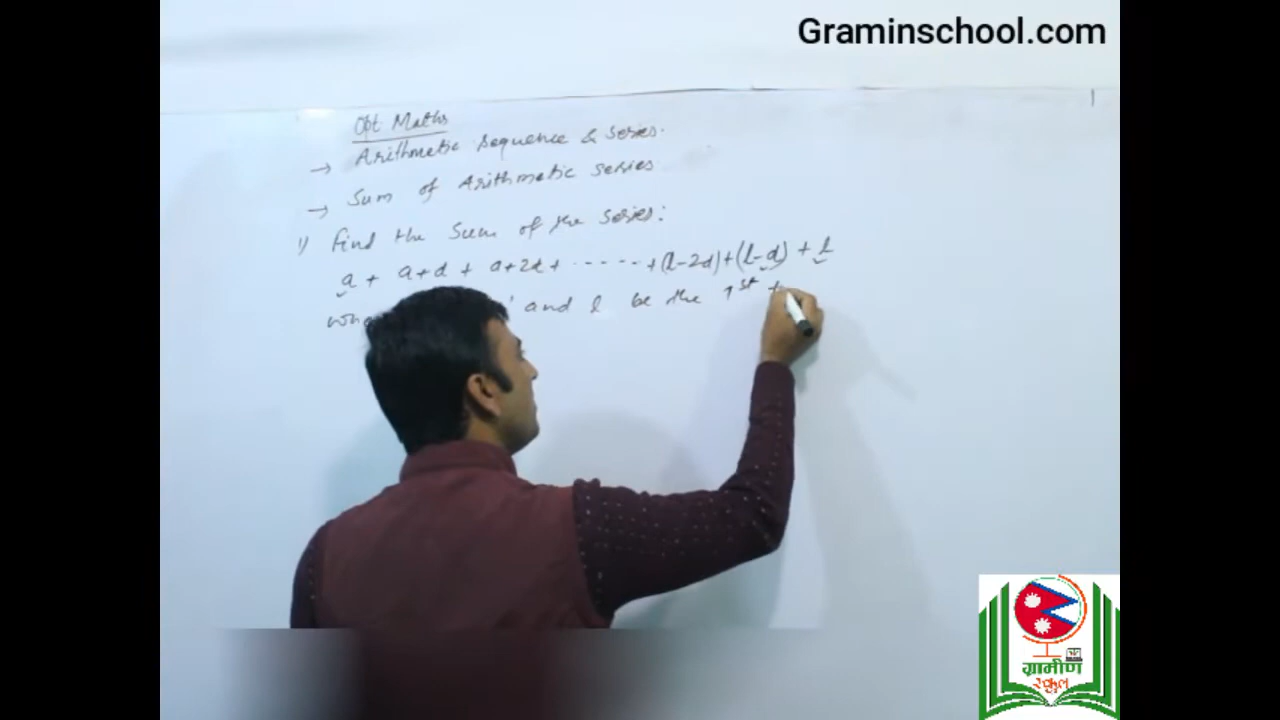 Graminschool.com
Opt. Maths
→ Arithmetic Sequence & Series.
→ Sum of Arithmetic series
1) Find the sum of the series:
a + a+d + a+2d + ------ + (l-2d) + (l-d) + l
and l be the 1st
ग्रामीण
स्कूल